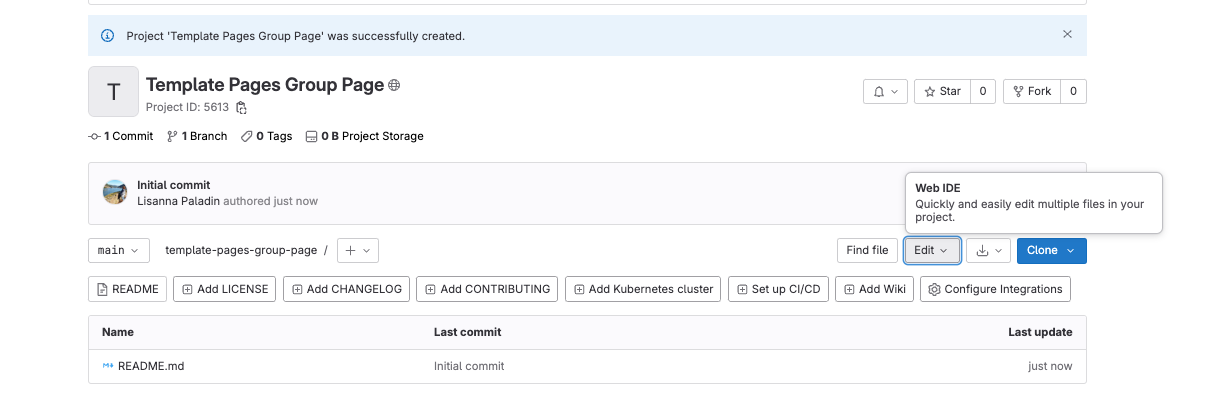 Project 'Template Pages Group Page' was successfully created.
T
Template Pages Group Page
Project ID: 5613
Star 0
Fork 0
1 Commit 1 Branch 0 Tags 0 B Project Storage
Initial commit
Lisanna Paladin authored just now
Web IDE
Quickly and easily edit multiple files in your
project.
main template-pages-group-page / Find file Edit Clone
README Add LICENSE Add CHANGELOG Add CONTRIBUTING Add Kubernetes cluster Set up CI/CD Add Wiki Configure Integrations
Name Last commit Last update
README.md Initial commit just now